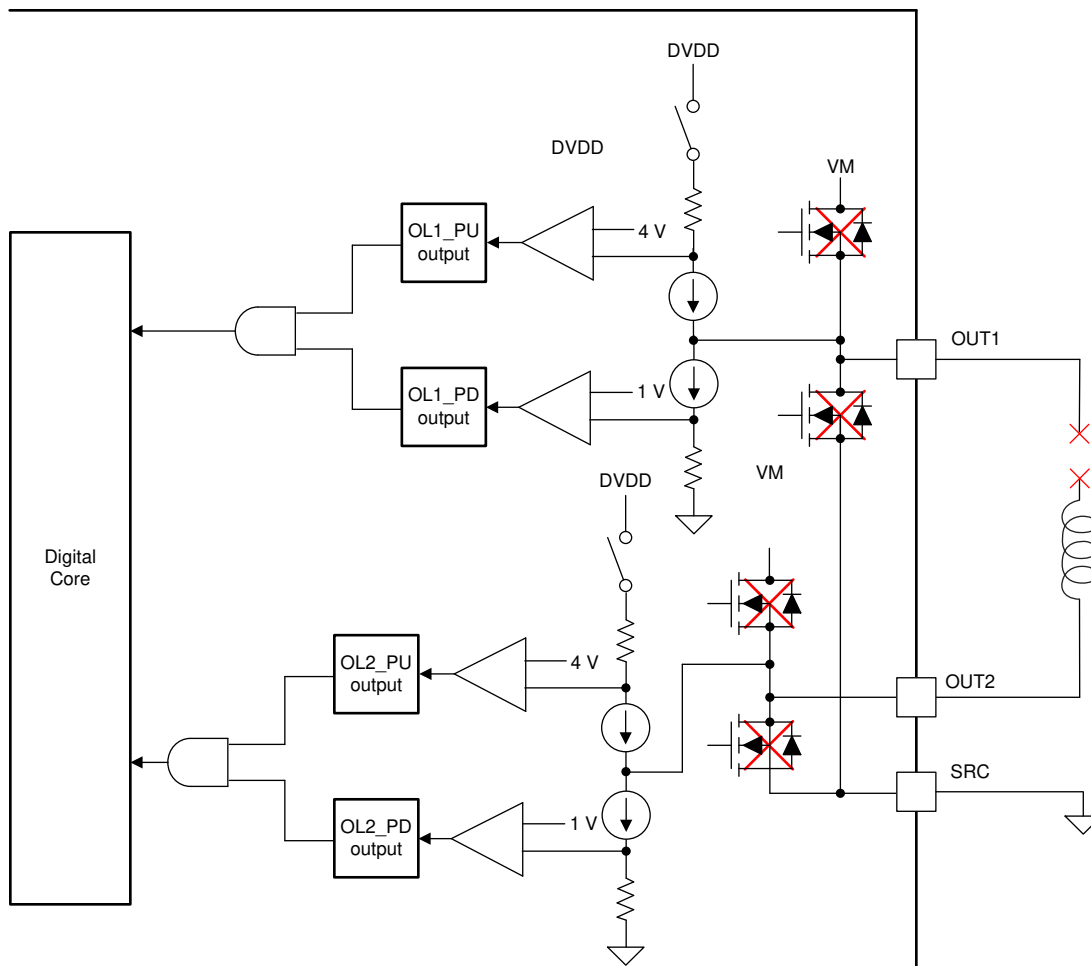 DVDD
DVDD
VM
OL1_PU
output
4 V
OUT1
OL1_PD
output
1 V
VM
DVDD
Digital
Core
OL2_PU
output
4 V
OUT2
SRC
OL2_PD
output
1 V